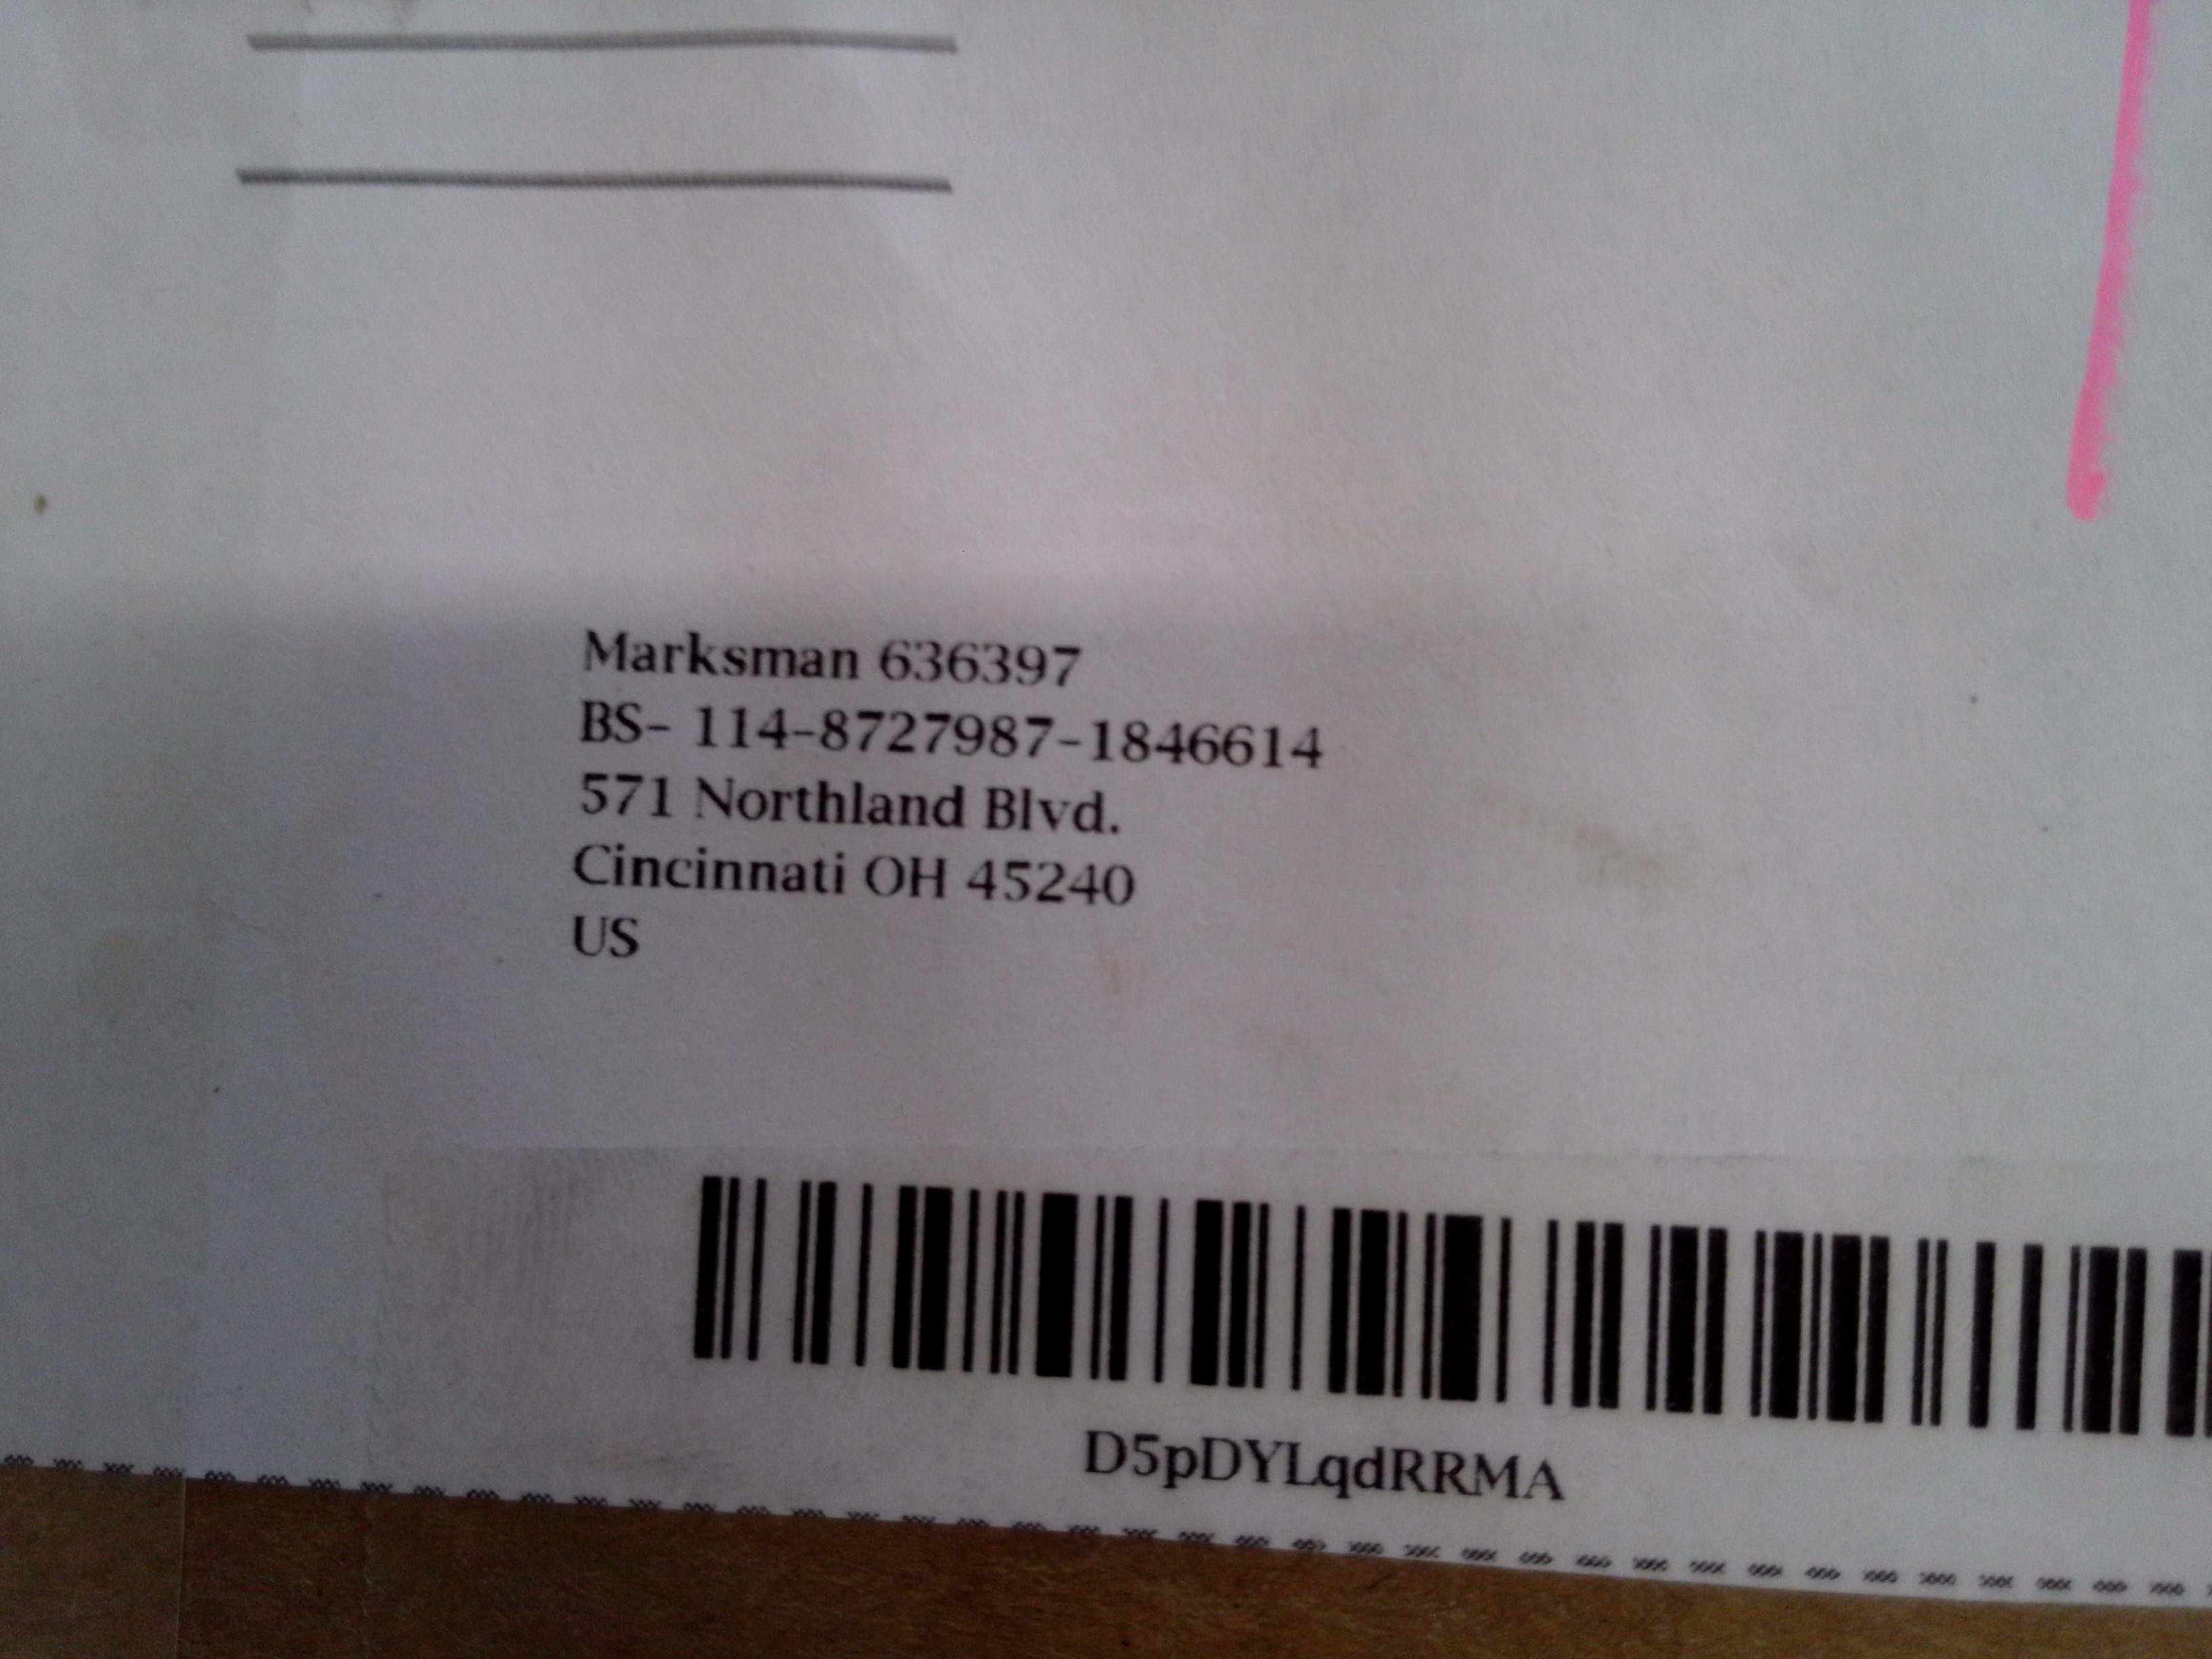 Marksman 636397
BS- 114-8727987-1846614
571 Northland Blvd.
Cincinnati OH 45240
US
D5pDYLqdRRMA